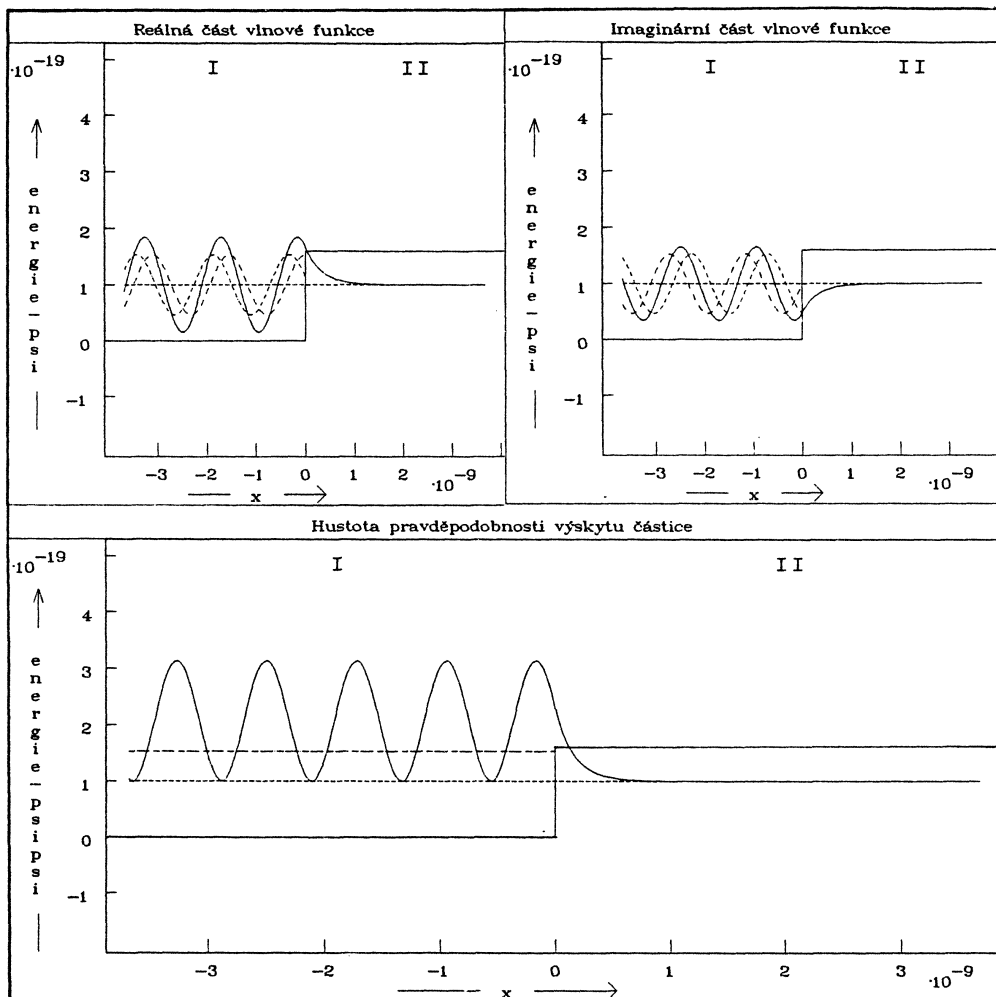 Reálná část vlnové funkce
·10⁻¹⁹
I
II
4
3
2
1
0
−1
energie−psi
−3
−2
−1
0
1
2
·10⁻⁹
x
Imaginární část vlnové funkce
·10⁻¹⁹
I
II
4
3
2
1
0
−1
energie−psi
−3
−2
−1
0
1
2
·10⁻⁹
x
Hustota pravděpodobnosti výskytu částice
·10⁻¹⁹
I
II
4
3
2
1
0
−1
energie−psipsi
−3
−2
−1
0
1
2
3
·10⁻⁹
x